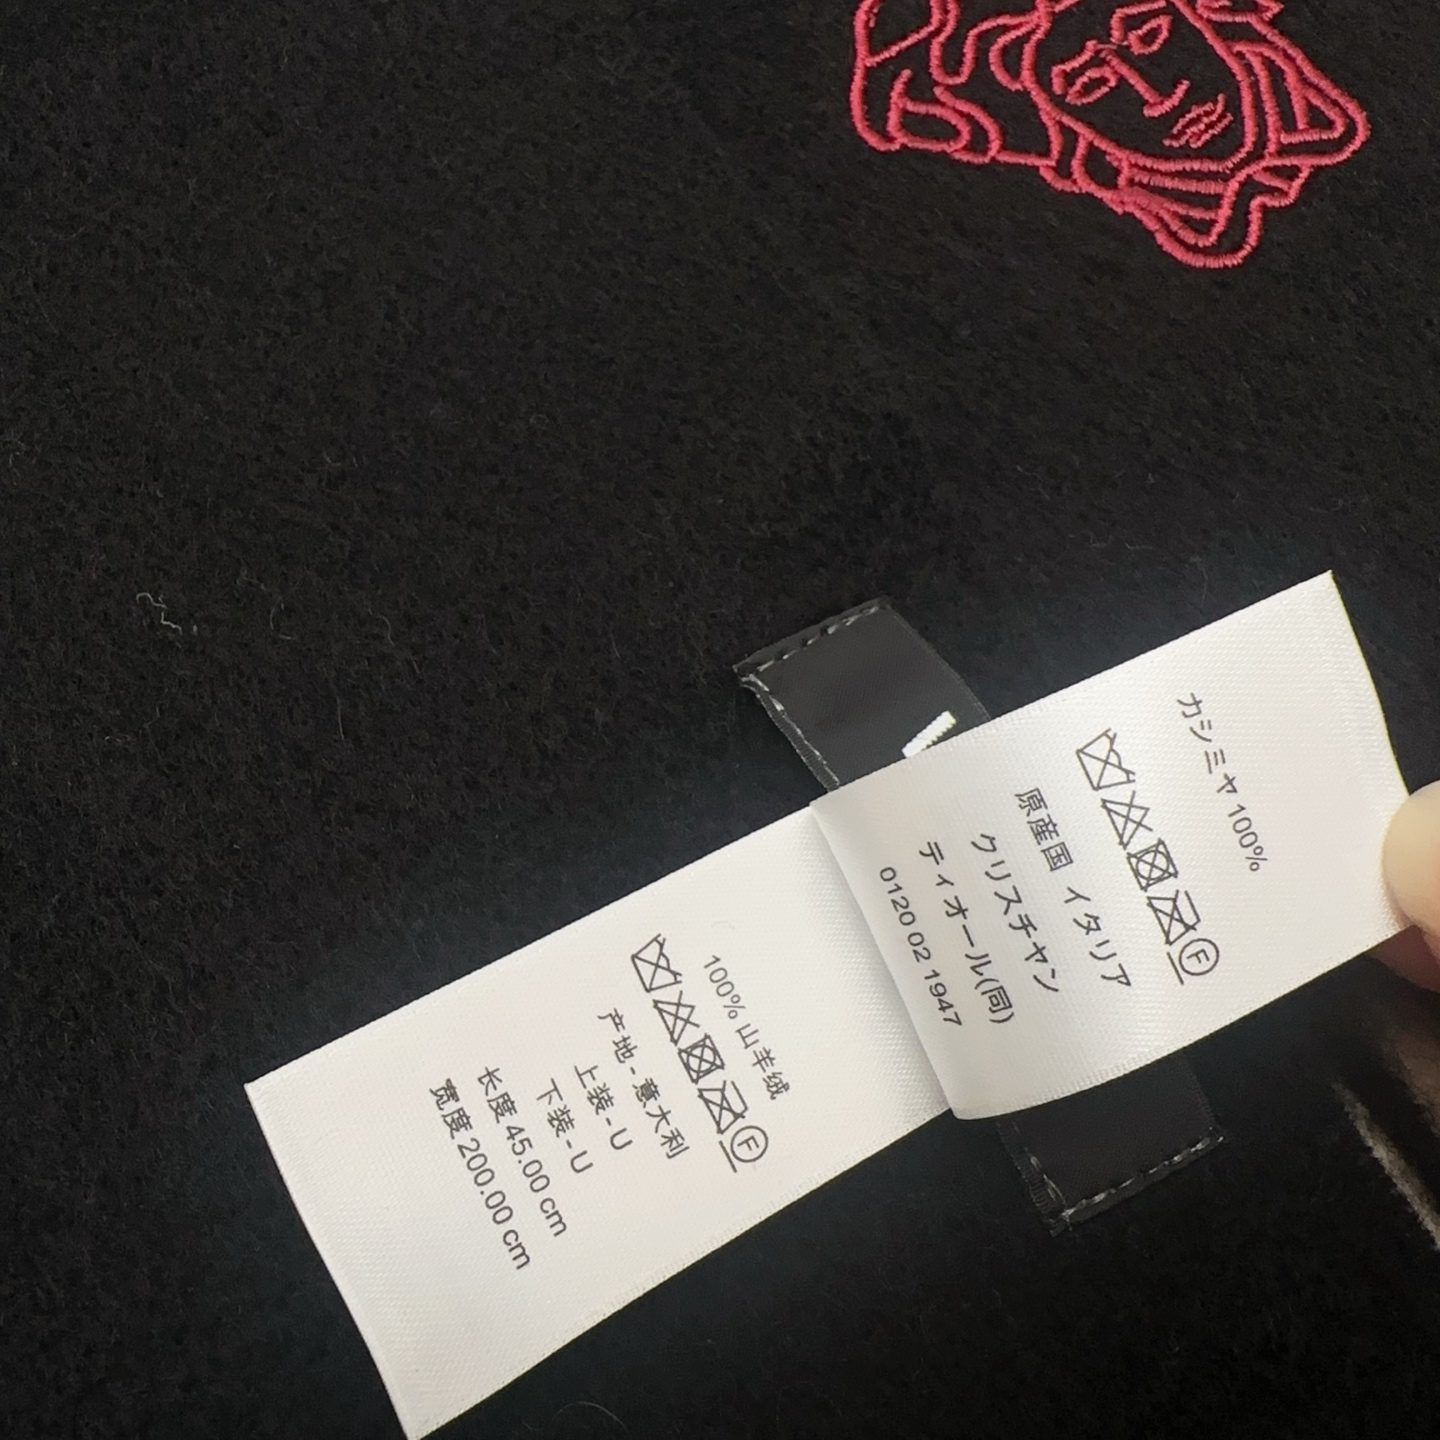 カシミヤ 100%
F
原産国 イタリア
クリスチャン
ディオール(同)
0120 02 1947
100% 山羊绒
F
产地 - 意大利
上装 - U
下装 - U
长度 45.00 cm
宽度 200.00 cm